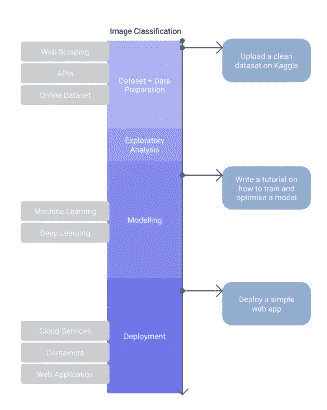 Image Classification
Web Scraping
APIs
Online Dataset
Dataset + Data
Preparation
Upload a clean
dataset on Kaggle
Exploratory
Analysis
Machine Learning
Deep Learning
Modelling
Write a tutorial on
how to train and
optimise a model
Cloud Services
Containers
Web Application
Deployment
Deploy a simple
web app